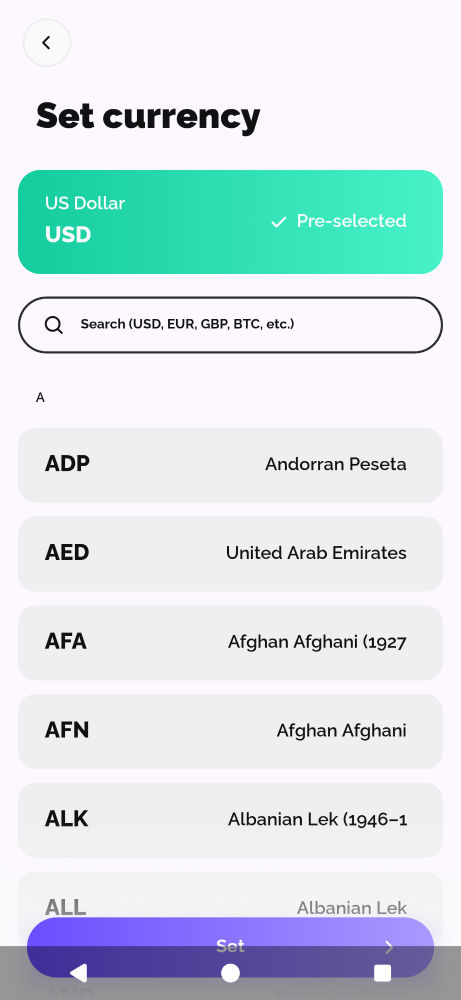 Set currency
US Dollar
USD
Pre-selected
Search (USD, EUR, GBP, BTC, etc.)
A
ADP Andorran Peseta
AED United Arab Emirates
AFA Afghan Afghani (1927
AFN Afghan Afghani
ALK Albanian Lek (1946–1
ALL Albanian Lek
Set